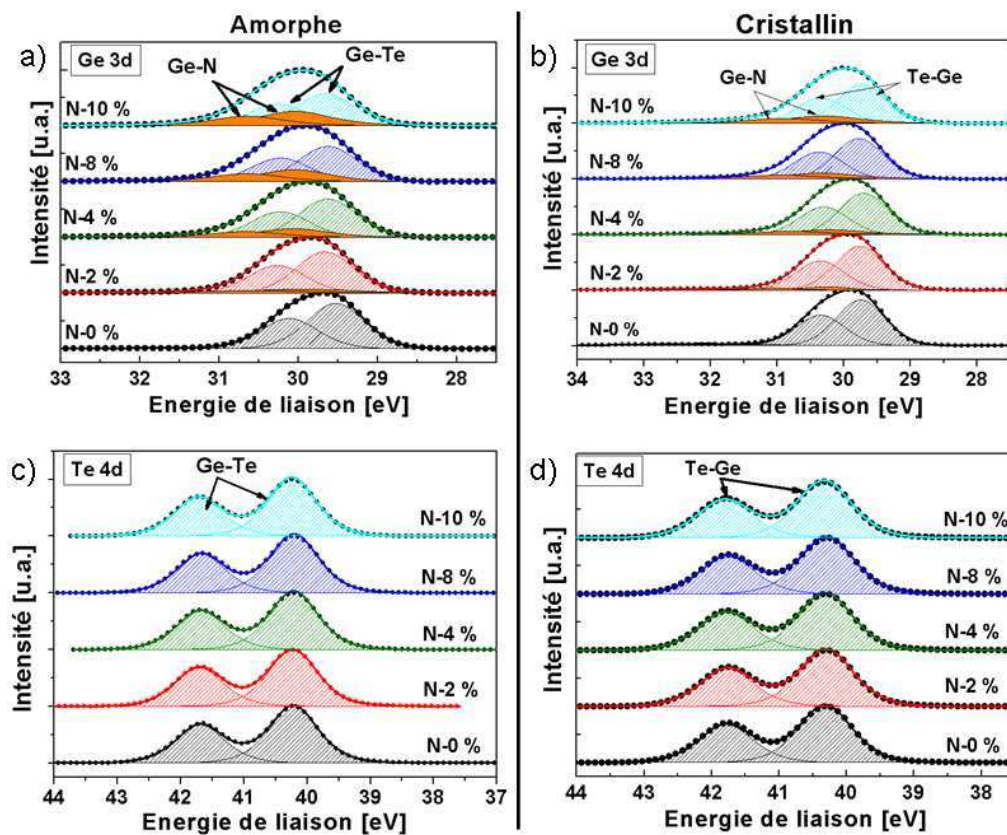 Amorphe
Cristallin
a)
Ge 3d
Ge-N
Ge-Te
N-10 %
N-8 %
N-4 %
N-2 %
N-0 %
Intensité [u.a.]
33 32 31 30 29 28
Energie de liaison [eV]
b)
Ge 3d
Ge-N
Te-Ge
N-10 %
N-8 %
N-4 %
N-2 %
N-0 %
Intensité [u.a.]
34 33 32 31 30 29 28
Energie de liaison [eV]
c)
Te 4d
Ge-Te
N-10 %
N-8 %
N-4 %
N-2 %
N-0 %
Intensité [u.a.]
44 43 42 41 40 39 38 37
Energie de liaison [eV]
d)
Te 4d
Te-Ge
N-10 %
N-8 %
N-4 %
N-2 %
N-0 %
Intensité [u.a.]
44 43 42 41 40 39 38
Energie de liaison [eV]